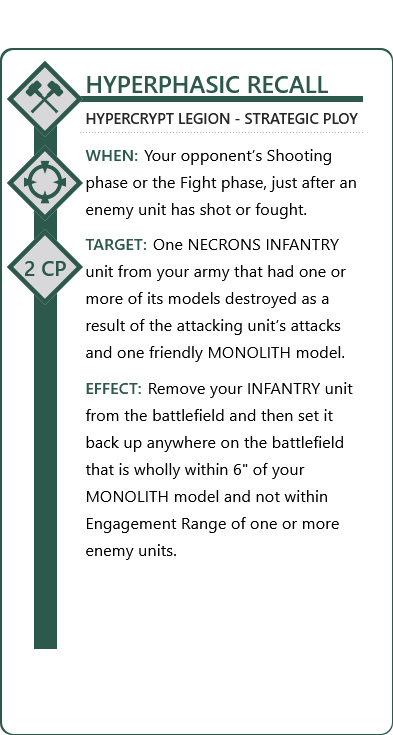 HYPERPHASIC RECALL
HYPERCRYPT LEGION - STRATEGIC PLOY
WHEN: Your opponent's Shooting
phase or the Fight phase, just after an
enemy unit has shot or fought.
2 CP
TARGET: One NECRONS INFANTRY
unit from your army that had one or
more of its models destroyed as a
result of the attacking unit's attacks
and one friendly MONOLITH model.
EFFECT: Remove your INFANTRY unit
from the battlefield and then set it
back up anywhere on the battlefield
that is wholly within 6" of your
MONOLITH model and not within
Engagement Range of one or more
enemy units.